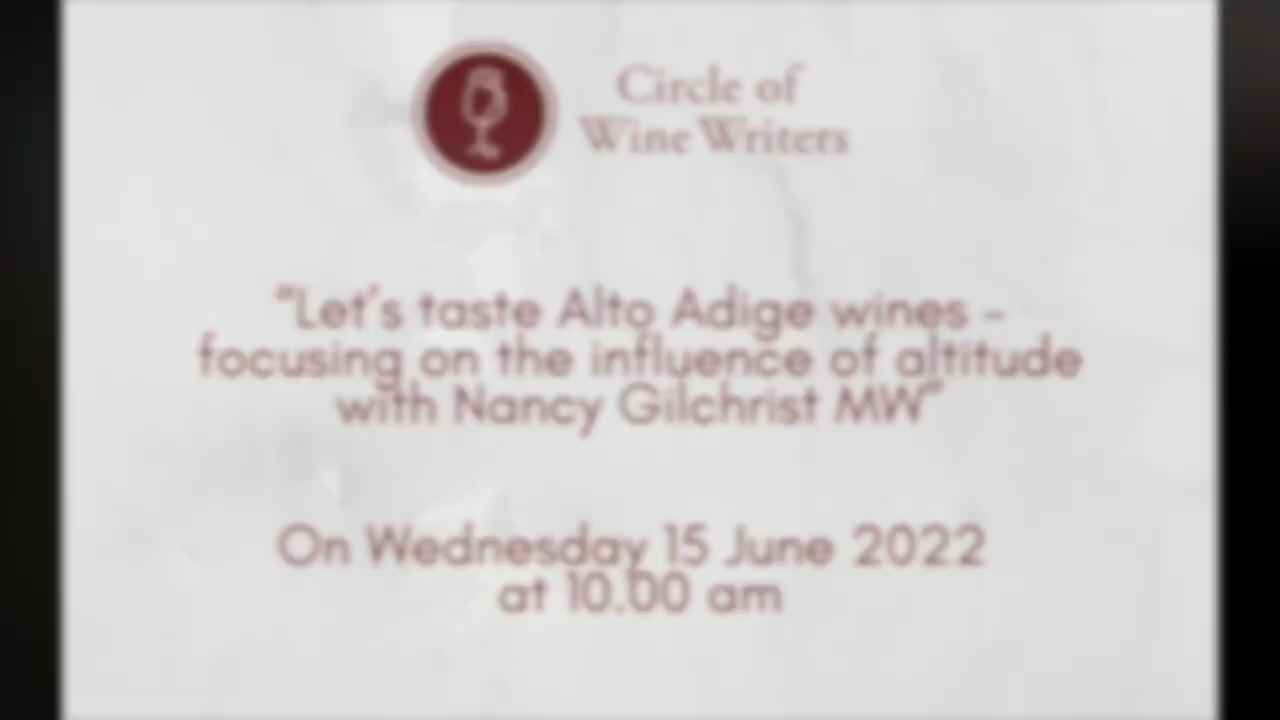 Circle of
Wine Writers
"Let's taste Alto Adige wines -
focusing on the influence of altitude
with Nancy Gilchrist MW"
On Wednesday 15 June 2022
at 10.00 am